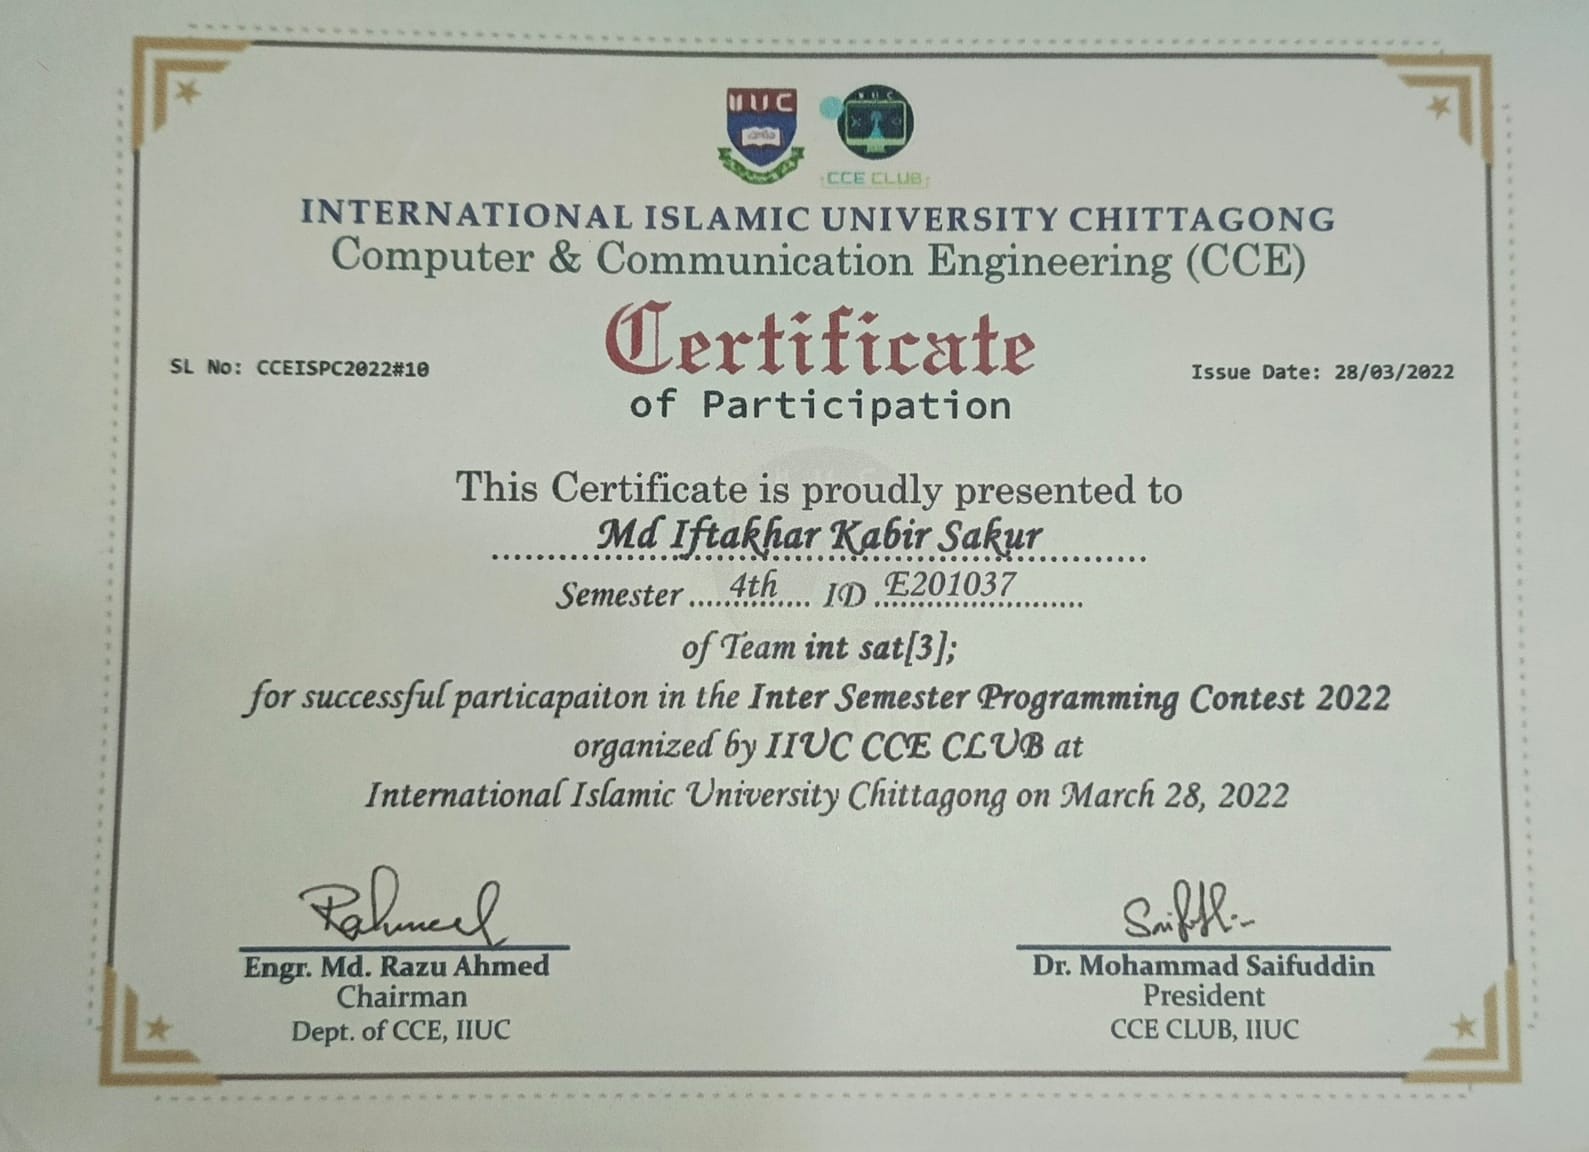 IIUC
IIUC
CCE CLUB
INTERNATIONAL ISLAMIC UNIVERSITY CHITTAGONG
Computer & Communication Engineering (CCE)
Certificate
SL No: CCEISPC2022#10
Issue Date: 28/03/2022
of Participation
This Certificate is proudly presented to
Md Iftakhar Kabir Sakur
Semester .....4th..... ID .E201037.......
of Team int sat[3];
for successful particapaiton in the Inter Semester Programming Contest 2022
organized by IIUC CCE CLUB at
International Islamic University Chittagong on March 28, 2022
Engr. Md. Razu Ahmed
Chairman
Dept. of CCE, IIUC
Dr. Mohammad Saifuddin
President
CCE CLUB, IIUC